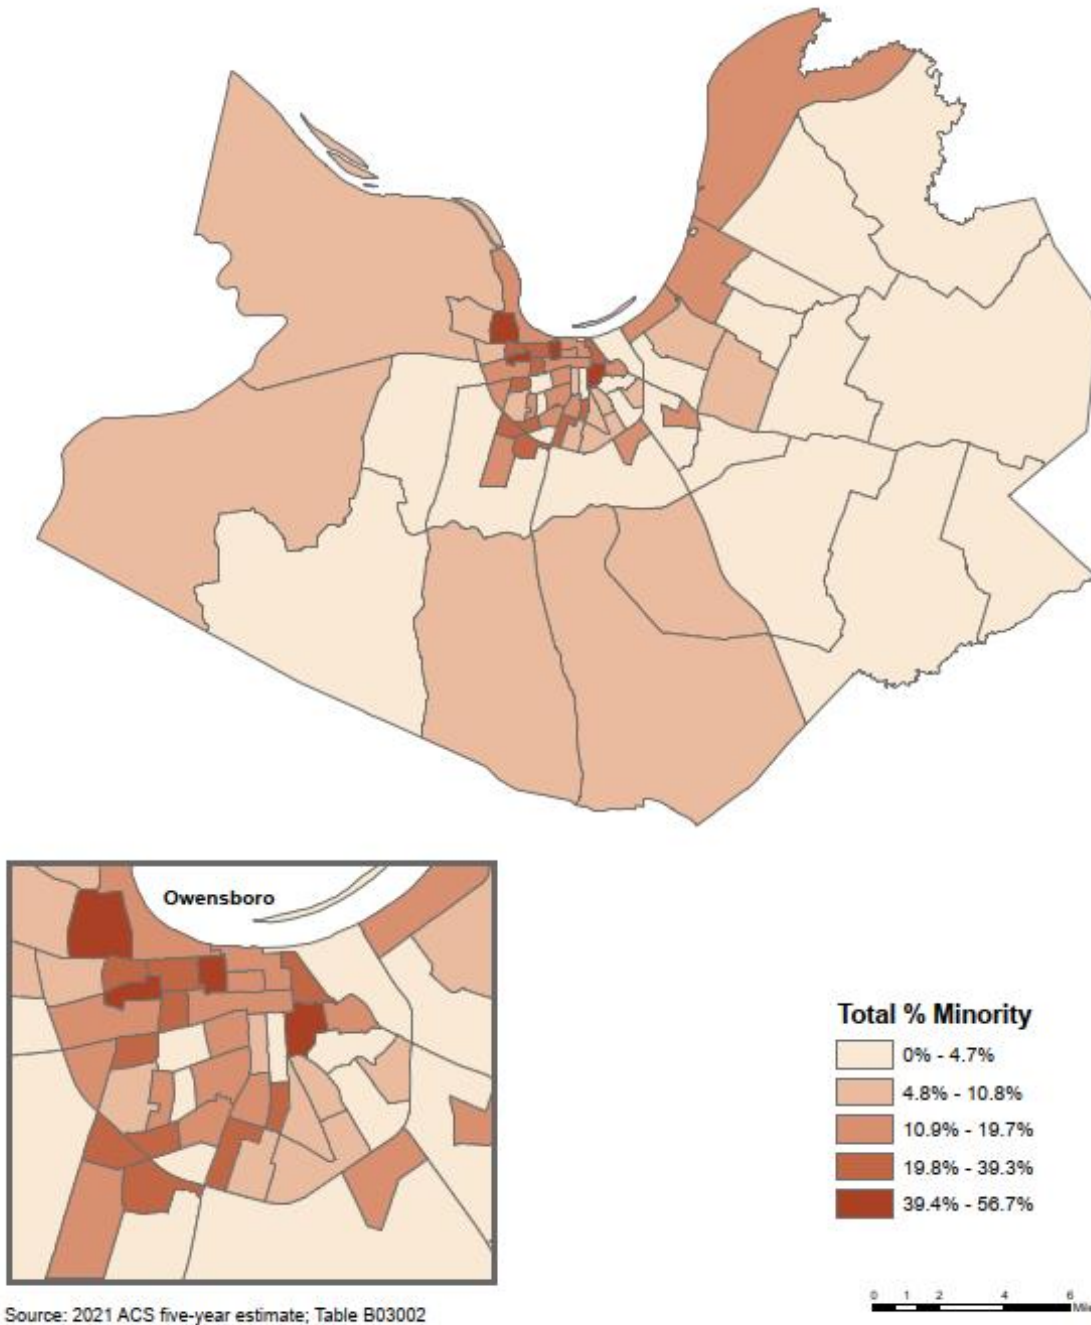 Owensboro
Total % Minority
0% - 4.7%
4.8% - 10.8%
10.9% - 19.7%
19.8% - 39.3%
39.4% - 56.7%
0 1 2 4 6
Source: 2021 ACS five-year estimate; Table B03002